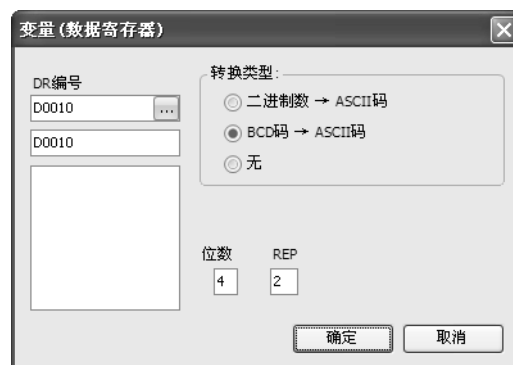 变量(数据寄存器)
DR编号
D0010
...
D0010
转换类型:
二进制数 → ASCII码
BCD码 → ASCII码
无
位数 REP
4 2
确定 取消